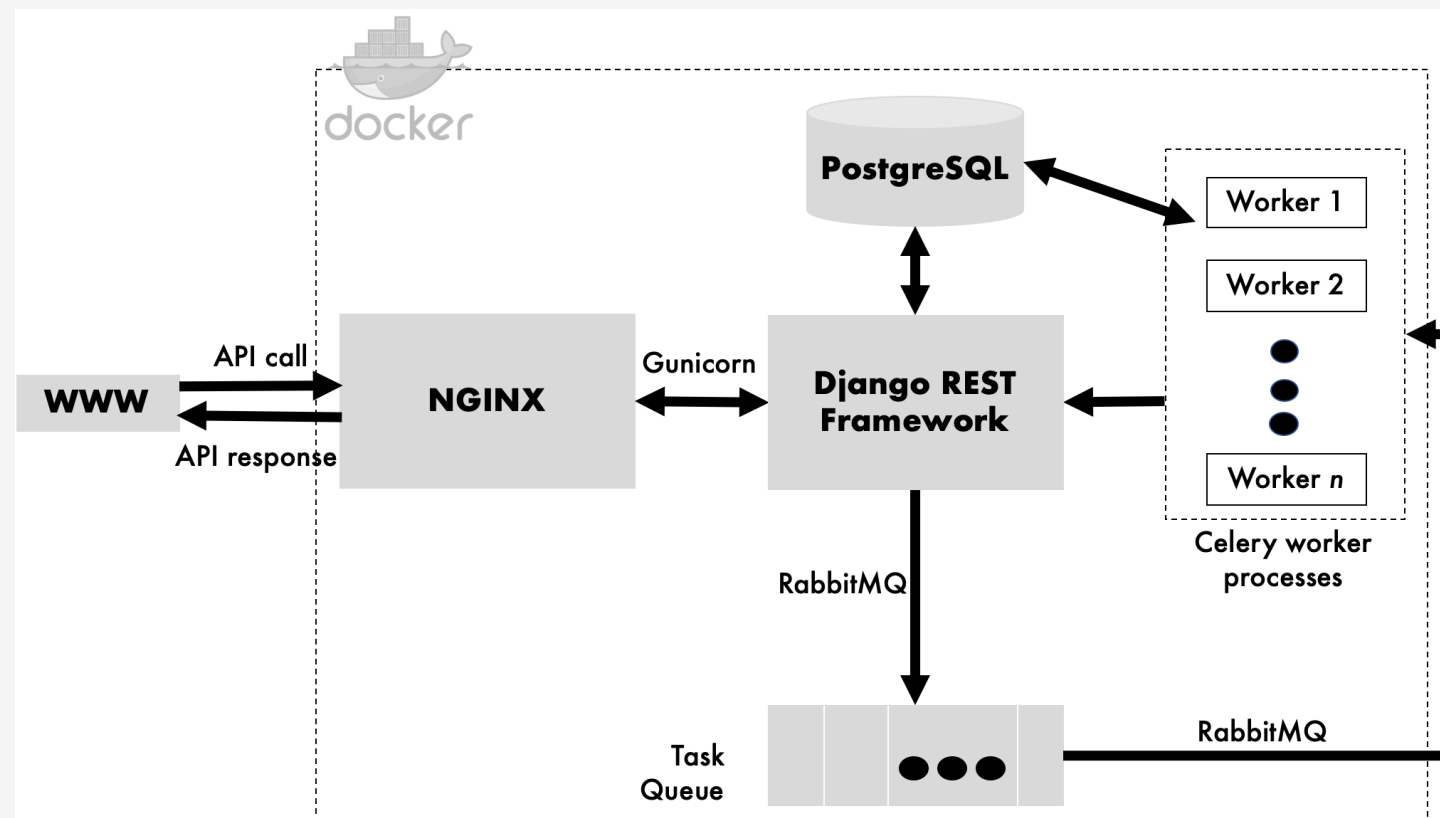 docker
PostgreSQL
Worker 1
Worker 2
API call
Gunicorn
WWW
NGINX
Django REST
Framework
API response
Worker n
Celery worker
processes
RabbitMQ
RabbitMQ
Task
Queue